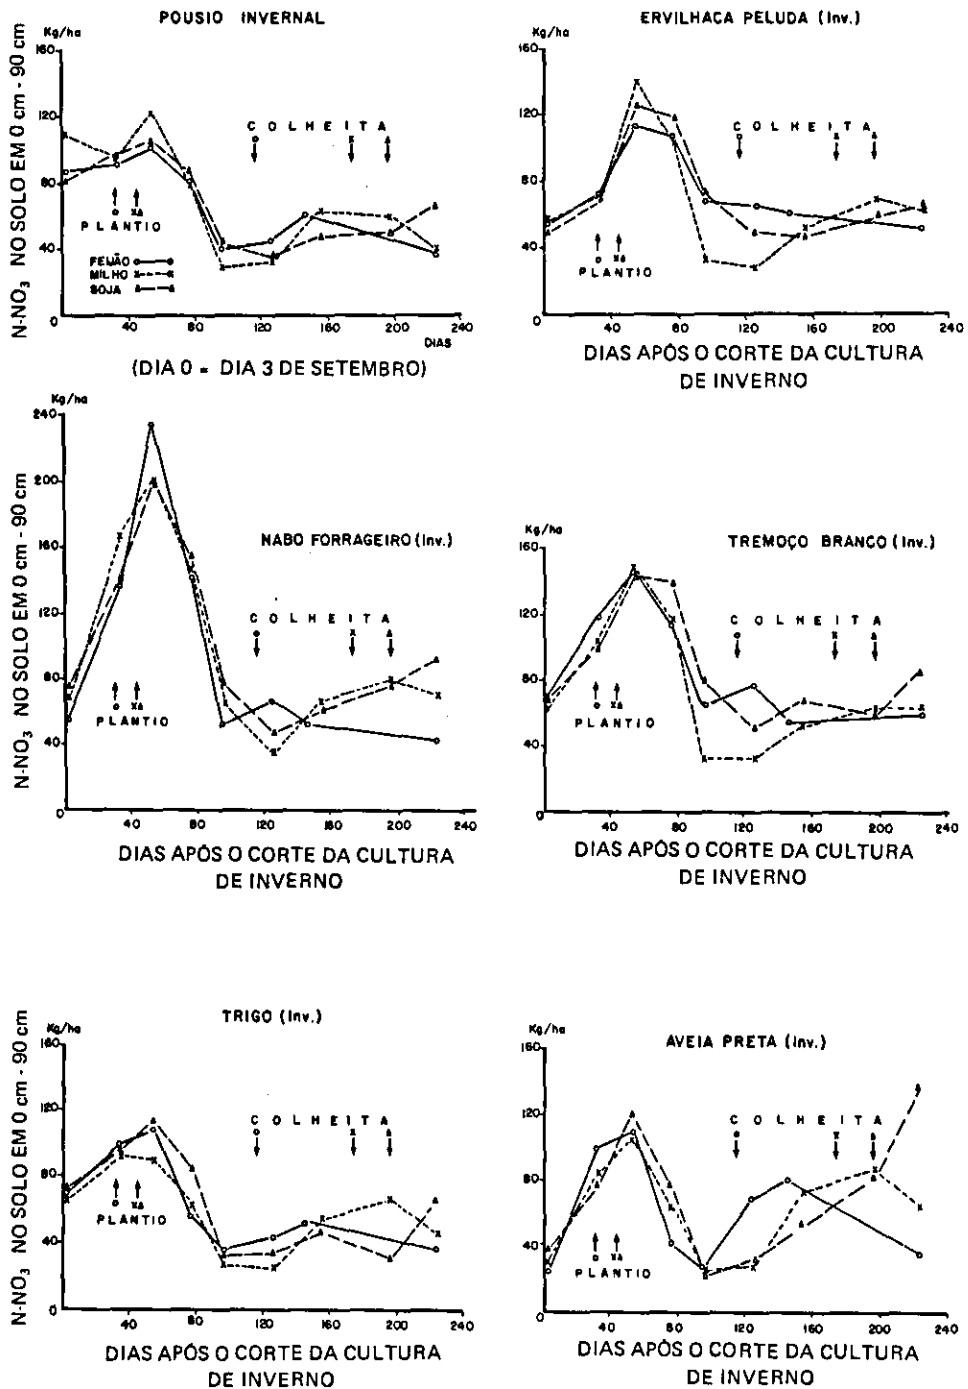 POUSIO INVERNAL
Kg/ha
160
120
80
40
0
N-NO3 NO SOLO EM 0 cm - 90 cm
COLHEITA
PLANTIO
FEIJÃO
MILHO
SOJA
40 80 120 160 200 240
DIAS
(DIA 0 = DIA 3 DE SETEMBRO)
ERVILHACA PELUDA (Inv.)
Kg/ha
160
120
80
40
0
COLHEITA
PLANTIO
40 80 120 160 200 240
DIAS APÓS O CORTE DA CULTURA
DE INVERNO
Kg/ha
240
200
160
120
80
40
0
N-NO3 NO SOLO EM 0 cm - 90 cm
NABO FORRAGEIRO (Inv.)
COLHEITA
PLANTIO
40 80 120 160 200 240
DIAS APÓS O CORTE DA CULTURA
DE INVERNO
TREMOÇO BRANCO (Inv.)
Kg/ha
160
120
80
40
0
COLHEITA
PLANTIO
40 80 120 160 200 240
DIAS APÓS O CORTE DA CULTURA
DE INVERNO
TRIGO (Inv.)
Kg/ha
160
120
80
40
0
N-NO3 NO SOLO EM 0 cm - 90 cm
COLHEITA
PLANTIO
40 80 120 160 200 240
DIAS APÓS O CORTE DA CULTURA
DE INVERNO
AVEIA PRETA (Inv.)
Kg/ha
160
120
80
40
0
COLHEITA
PLANTIO
40 80 120 160 200 240
DIAS APÓS O CORTE DA CULTURA
DE INVERNO